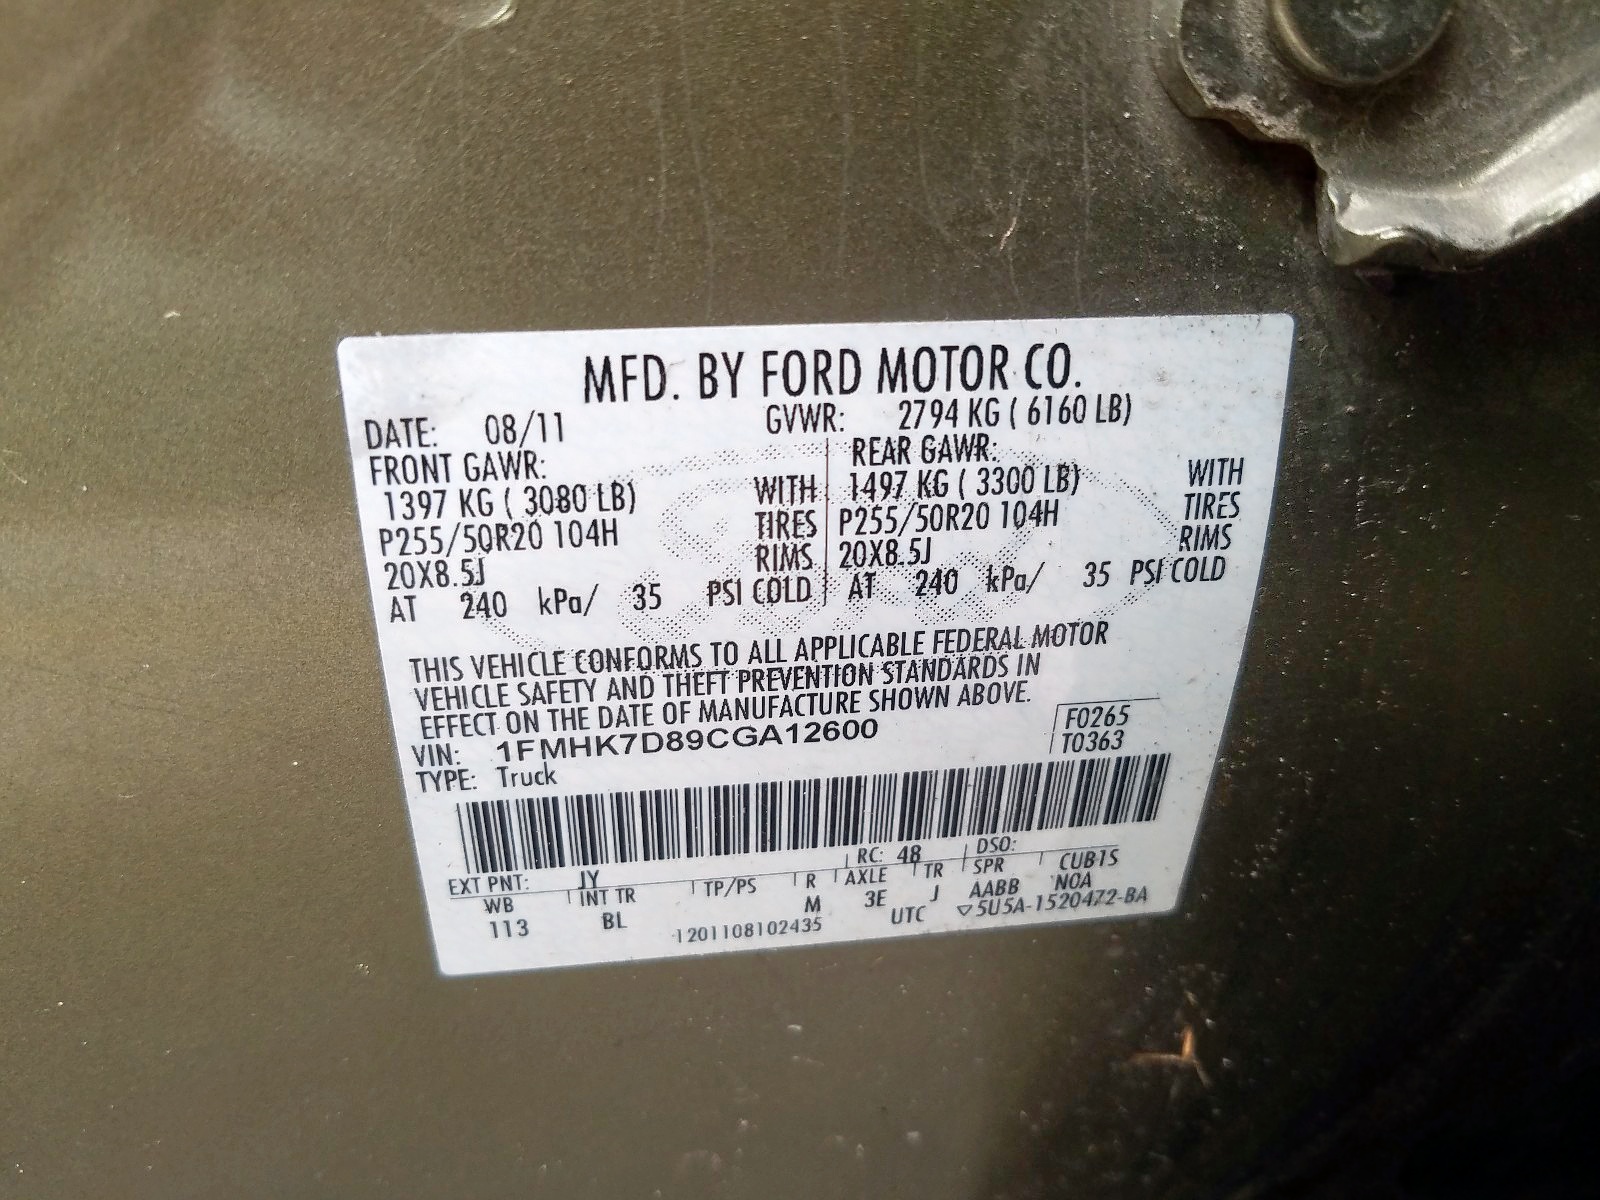 MFD. BY FORD MOTOR CO.
DATE: 08/11 GVWR: 2794 KG ( 6160 LB)
FRONT GAWR: REAR GAWR:
1397 KG ( 3080 LB) WITH 1497 KG ( 3300 LB) WITH
P255/50R20 104H TIRES P255/50R20 104H TIRES
20X8.5J RIMS 20X8.5J RIMS
AT 240 kPa/ 35 PSI COLD AT 240 kPa/ 35 PSI COLD
THIS VEHICLE CONFORMS TO ALL APPLICABLE FEDERAL MOTOR
VEHICLE SAFETY AND THEFT PREVENTION STANDARDS IN
EFFECT ON THE DATE OF MANUFACTURE SHOWN ABOVE.
VIN: 1FMHK7D89CGA12600 F0265
TYPE: Truck T0363
EXT PNT: JY RC: 48 DSO:
WB INT TR TP/PS R AXLE TR SPR CUB1S
113 BL M 3E J AABB NOA
1201108102435 UTC ▽5U5A-1520472-BA